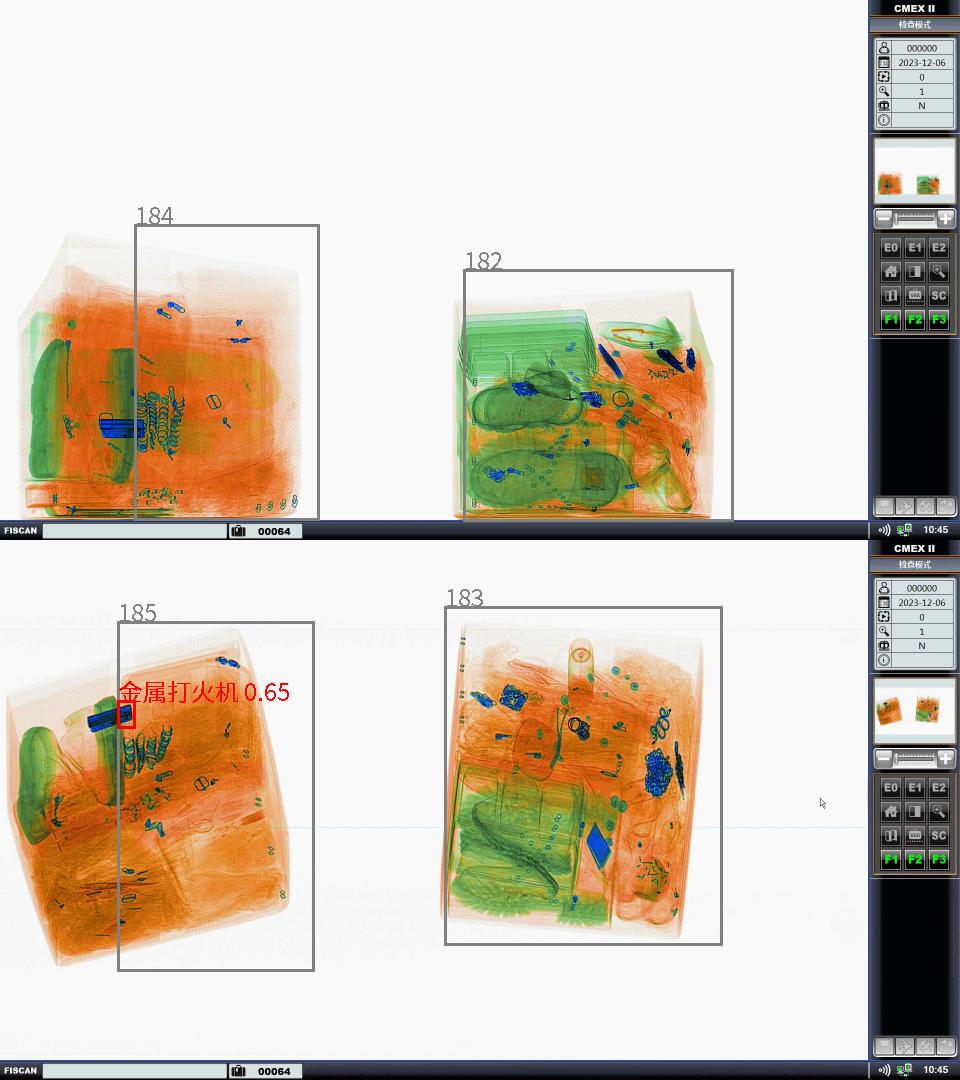 CMEX II
检查模式
000000
2023-12-06
0
1
N
E0 E1 E2
SC
F1 F2 F3
184
182
FISCAN
00064
10:45
CMEX II
检查模式
000000
2023-12-06
0
1
N
E0 E1 E2
SC
F1 F2 F3
185
183
金属打火机 0.65
FISCAN
00064
10:45